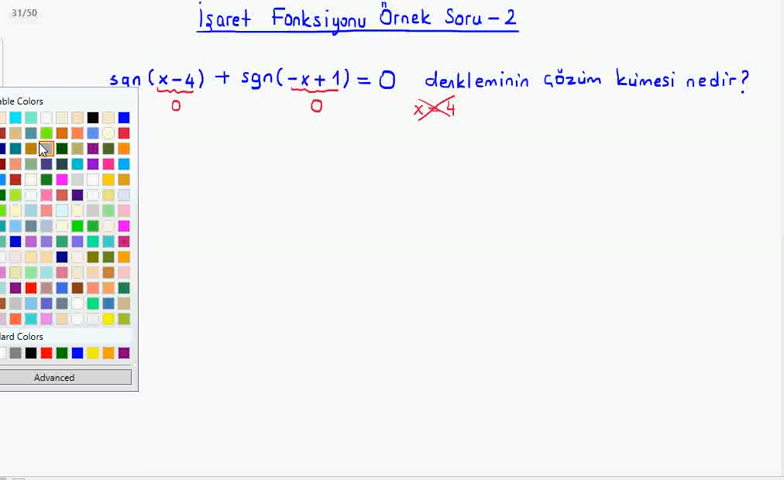 31/50
İşaret Fonksiyonu Örnek Soru - 2
sgn(x-4) + sgn(-x+1) = 0 denkleminin çözüm kümesi nedir?
0 0 x=4
able Colors
dard Colors
Advanced